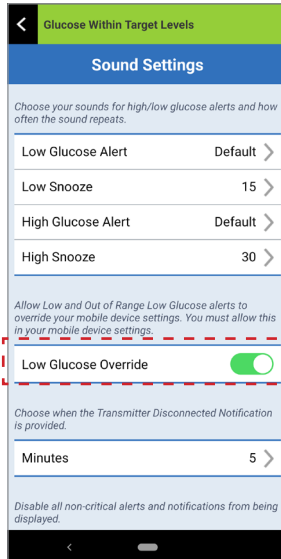 Glucose Within Target Levels
Sound Settings
Choose your sounds for high/low glucose alerts and how
often the sound repeats.
Low Glucose Alert Default
Low Snooze 15
High Glucose Alert Default
High Snooze 30
Allow Low and Out of Range Low Glucose alerts to
override your mobile device settings. You must allow this
in your mobile device settings.
Low Glucose Override
Choose when the Transmitter Disconnected Notification
is provided.
Minutes 5
Disable all non-critical alerts and notifications from being
displayed.